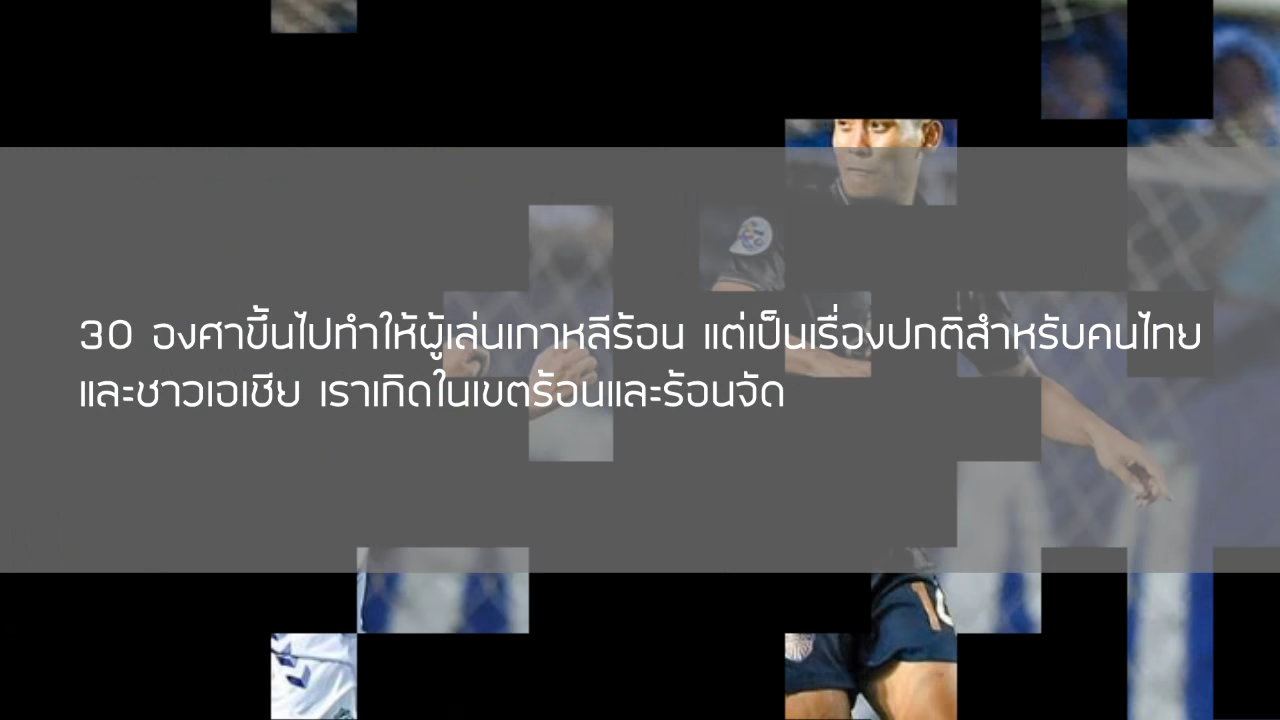 30 องศาขึ้นไปทำให้ผู้เล่นเกาหลีร้อน แต่เป็นเรื่องปกติสำหรับคนไทย
และชาวเอเชีย เราเกิดในเขตร้อนและร้อนจัด